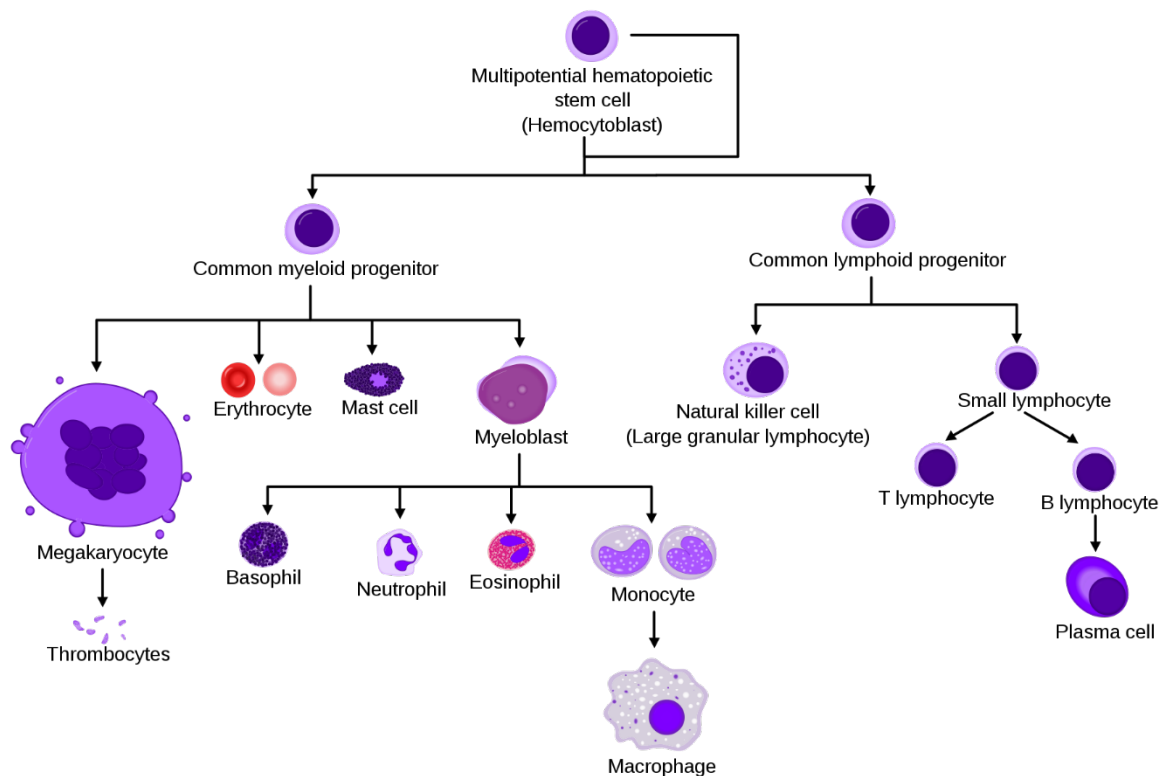 Multipotential hematopoietic
stem cell
(Hemocytoblast)
Common myeloid progenitor
Common lymphoid progenitor
Erythrocyte
Mast cell
Myeloblast
Natural killer cell
(Large granular lymphocyte)
Small lymphocyte
T lymphocyte
B lymphocyte
Megakaryocyte
Basophil
Neutrophil
Eosinophil
Monocyte
Plasma cell
Thrombocytes
Macrophage